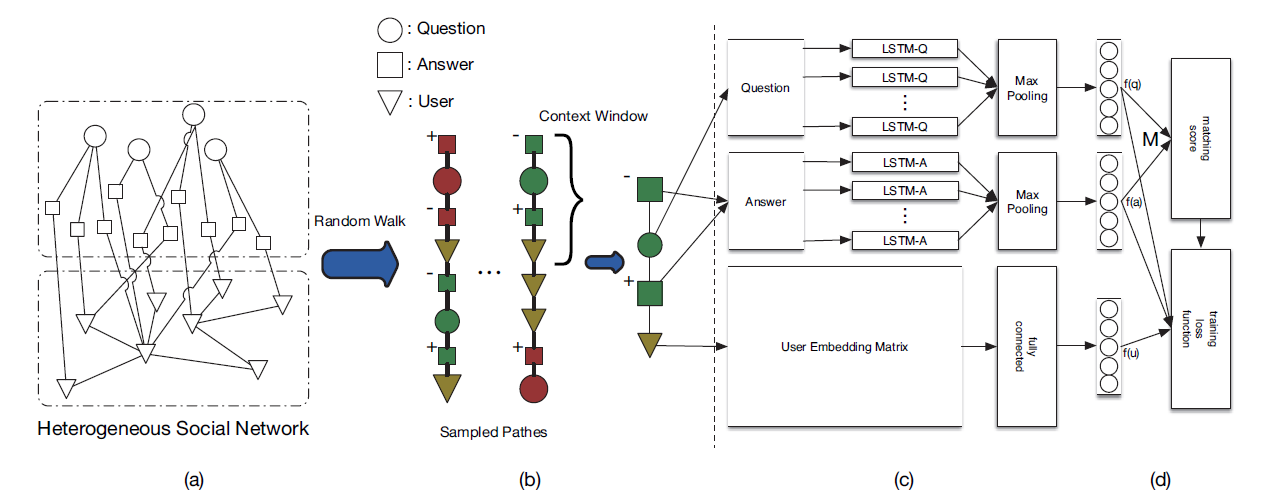 : Question
: Answer
: User
Heterogeneous Social Network
(a)
Random Walk
+
-
-
+
-
+
...
-
+
+
-
Context Window
Sampled Pathes
(b)
-
+
Question
LSTM-Q
LSTM-Q
⋮
LSTM-Q
Max
Pooling
f(q)
Answer
LSTM-A
LSTM-A
⋮
LSTM-A
Max
Pooling
f(a)
User Embedding Matrix
fully
connected
f(u)
(c)
M
matching
score
training
loss
function
(d)